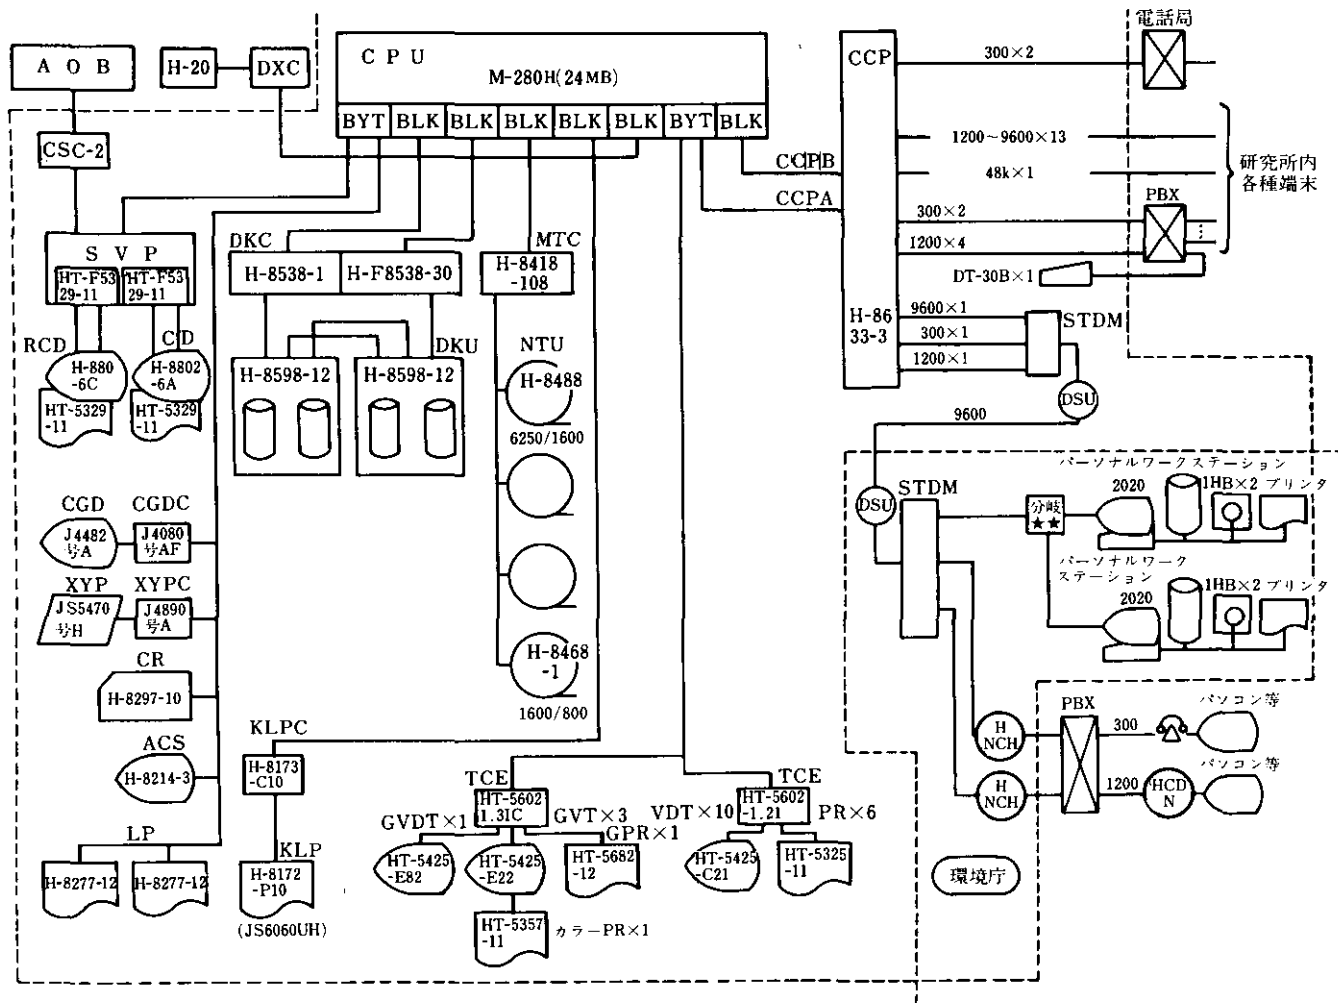 電話局
A O B
H-20
DXC
C P U
M-280H(24MB)
BYT
BLK
BLK
BLK
BLK
BLK
BYT
BLK
CCP
300×2
CSC-2
1200~9600×13
CCPB
48k×1
研究所内
各種端末
CCPA
300×2
PBX
1200×4
DT-30B×1
S V P
HT-F53
29-11
HT-F53
29-11
DKC
H-8538-1
H-F8538-30
MTC
H-8418
-108
H-86
33-3
9600×1
300×1
1200×1
STDM
RCD
H-880
-6C
HT-5329
-11
CD
H-8802
-6A
HT-5329
-11
DKU
H-8598-12
H-8598-12
NTU
H-8488
6250/1600
DSU
9600
CGD
J4482
号A
CGDC
J4080
号AF
DSU
STDM
パーソナルワークステーション
分岐
★★
2020
1HB×2
プリンタ
XYP
JS5470
号H
XYPC
J4890
号A
パーソナルワーク
ステーション
2020
1HB×2
プリンタ
H-8468
-1
1600/800
CR
H-8297-10
ACS
H-8214-3
KLPC
H-8173
-C10
KLP
H-8172
-P10
(JS6060UH)
LP
H-8277-12
H-8277-12
TCE
HT-5602
1.31C
GVDT×1
GVT×3
GPR×1
HT-5425
-E82
HT-5425
-E22
HT-5682
-12
HT-5357
-11
カラーPR×1
TCE
HT-5602
-1.21
VDT×10
PR×6
HT-5425
-C21
HT-5325
-11
H
NCH
H
NCH
PBX
300
パソコン等
1200
HCD
N
パソコン等
環境庁